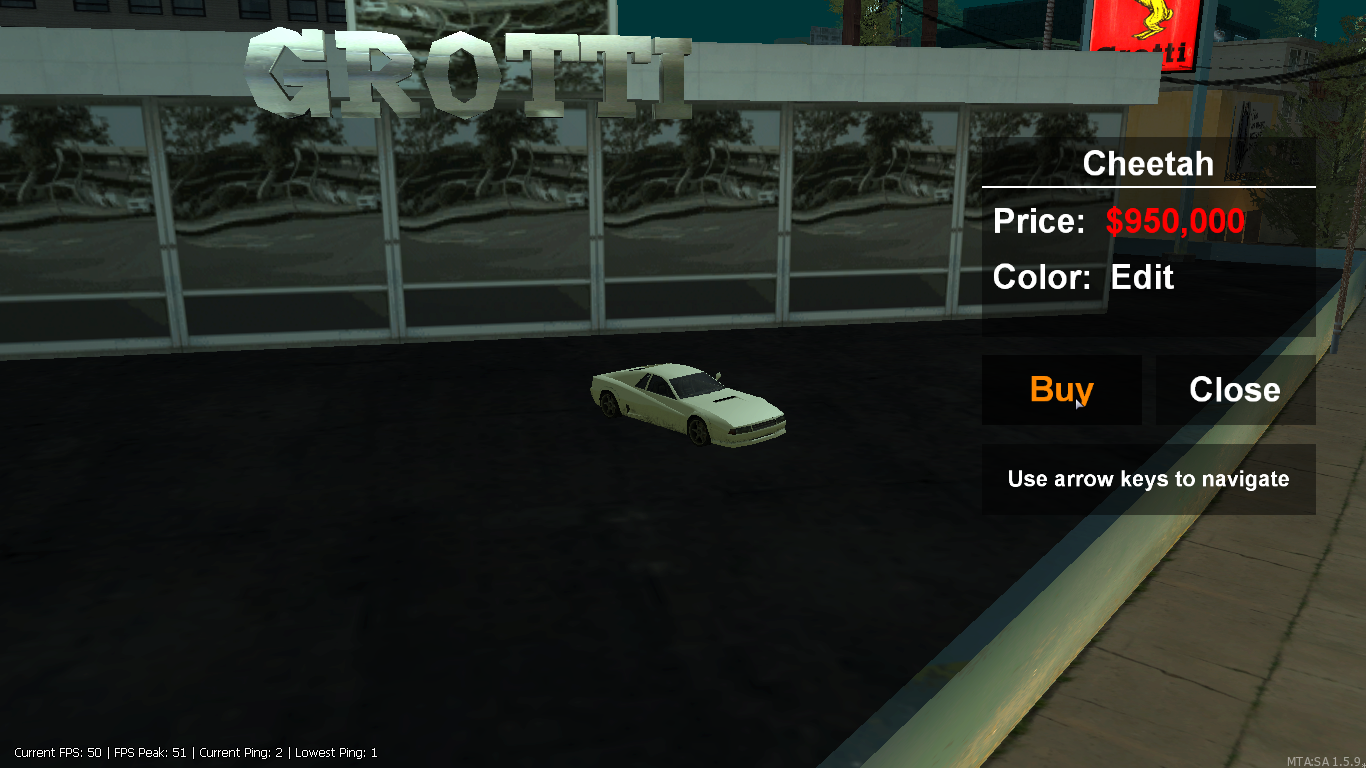 GROTTI
Grotti
Cheetah
Price: $950,000
Color: Edit
Buy
Close
Use arrow keys to navigate
Current FPS: 50 | FPS Peak: 51 | Current Ping: 2 | Lowest Ping: 1
MTA:SA 1.5.9